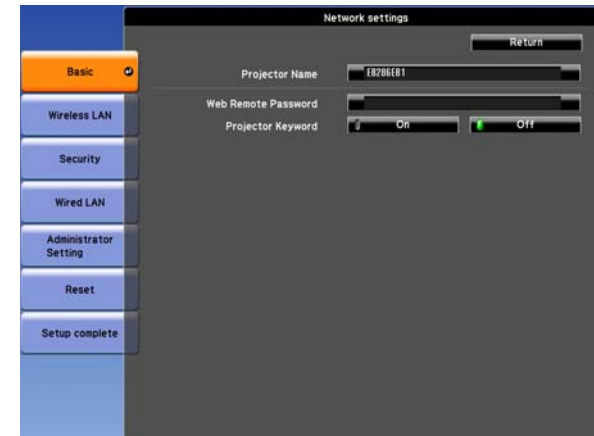 Network settings
Return
Basic
Projector Name EB286EB1
Wireless LAN
Web Remote Password
Projector Keyword On Off
Security
Wired LAN
Administrator
Setting
Reset
Setup complete